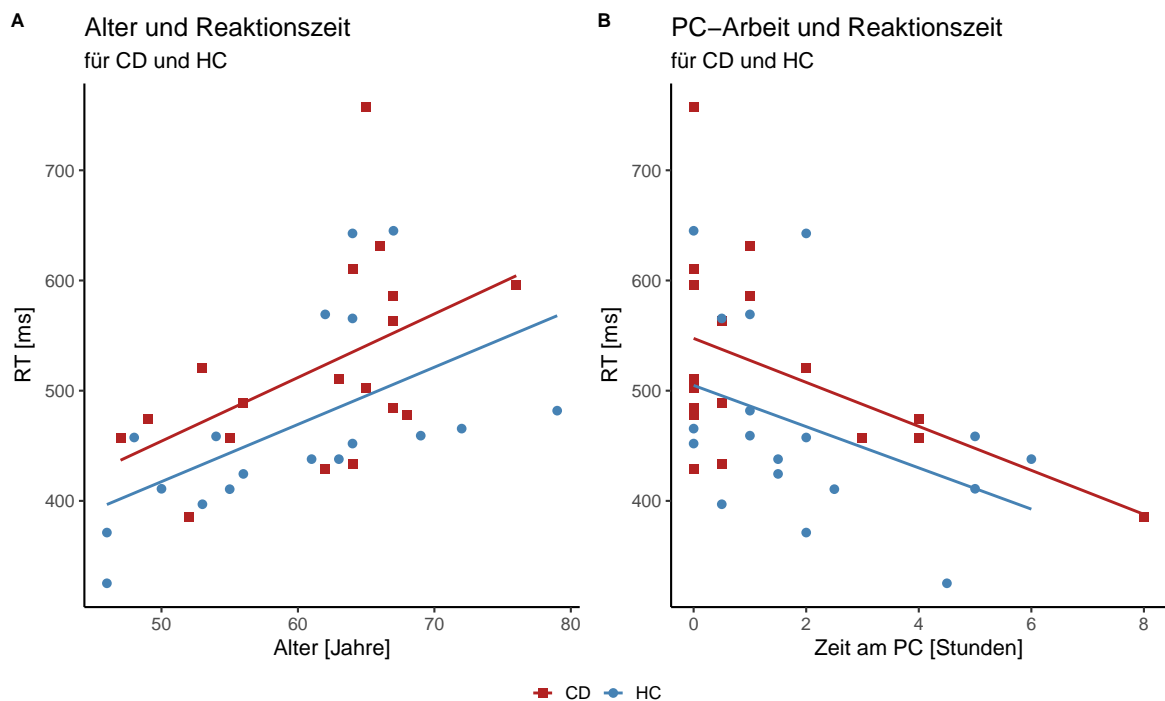 A
Alter und Reaktionszeit
für CD und HC
RT [ms]
700
600
500
400
50
60
70
80
Alter [Jahre]
B
PC−Arbeit und Reaktionszeit
für CD und HC
RT [ms]
700
600
500
400
0
2
4
6
8
Zeit am PC [Stunden]
CD
HC